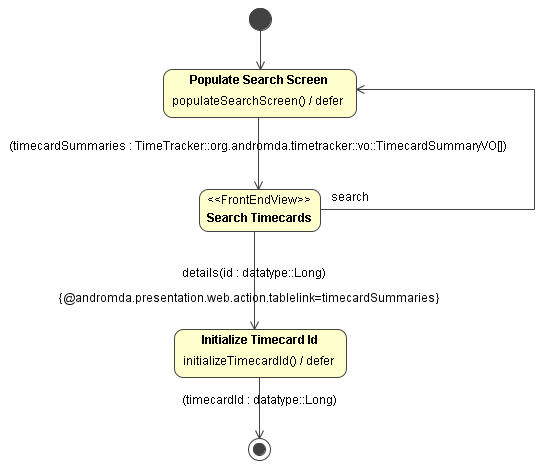 Populate Search Screen
populateSearchScreen() / defer
(timecardSummaries : TimeTracker::org.andromda.timetracker::vo::TimecardSummaryVO[])
<<FrontEndView>>
search
Search Timecards
details(id : datatype::Long)
{@andromda.presentation.web.action.tablelink=timecardSummaries}
Initialize Timecard Id
initializeTimecardId() / defer
(timecardId : datatype::Long)